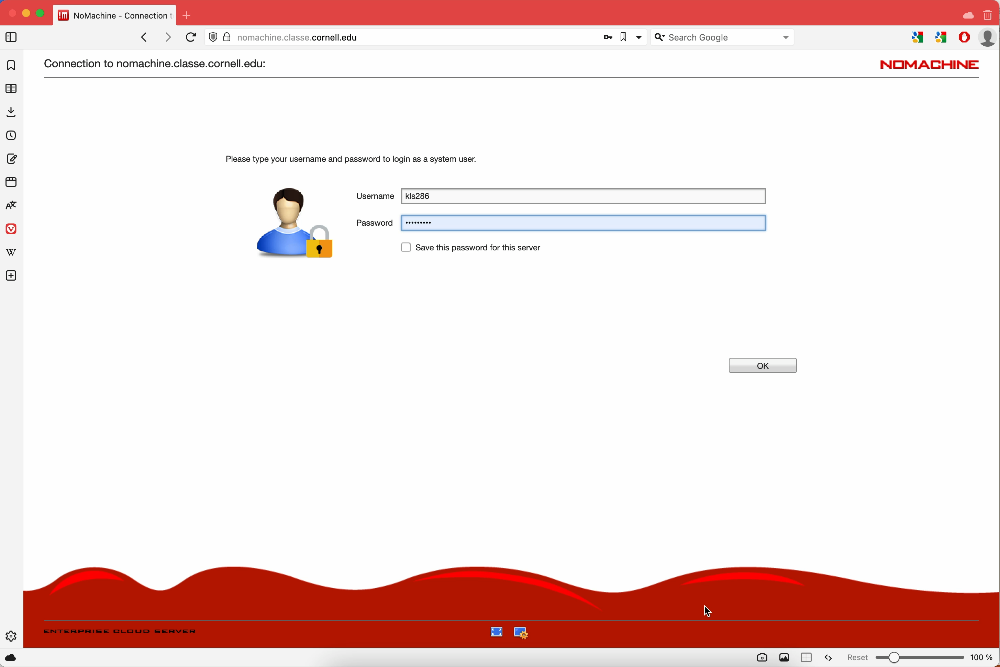 NoMachine - Connection t
nomachine.classe.cornell.edu
Search Google
Connection to nomachine.classe.cornell.edu:
NOMACHINE
Please type your username and password to login as a system user.
Username
kls286
Password
•••••••••
Save this password for this server
OK
ENTERPRISE CLOUD SERVER
Reset
100 %